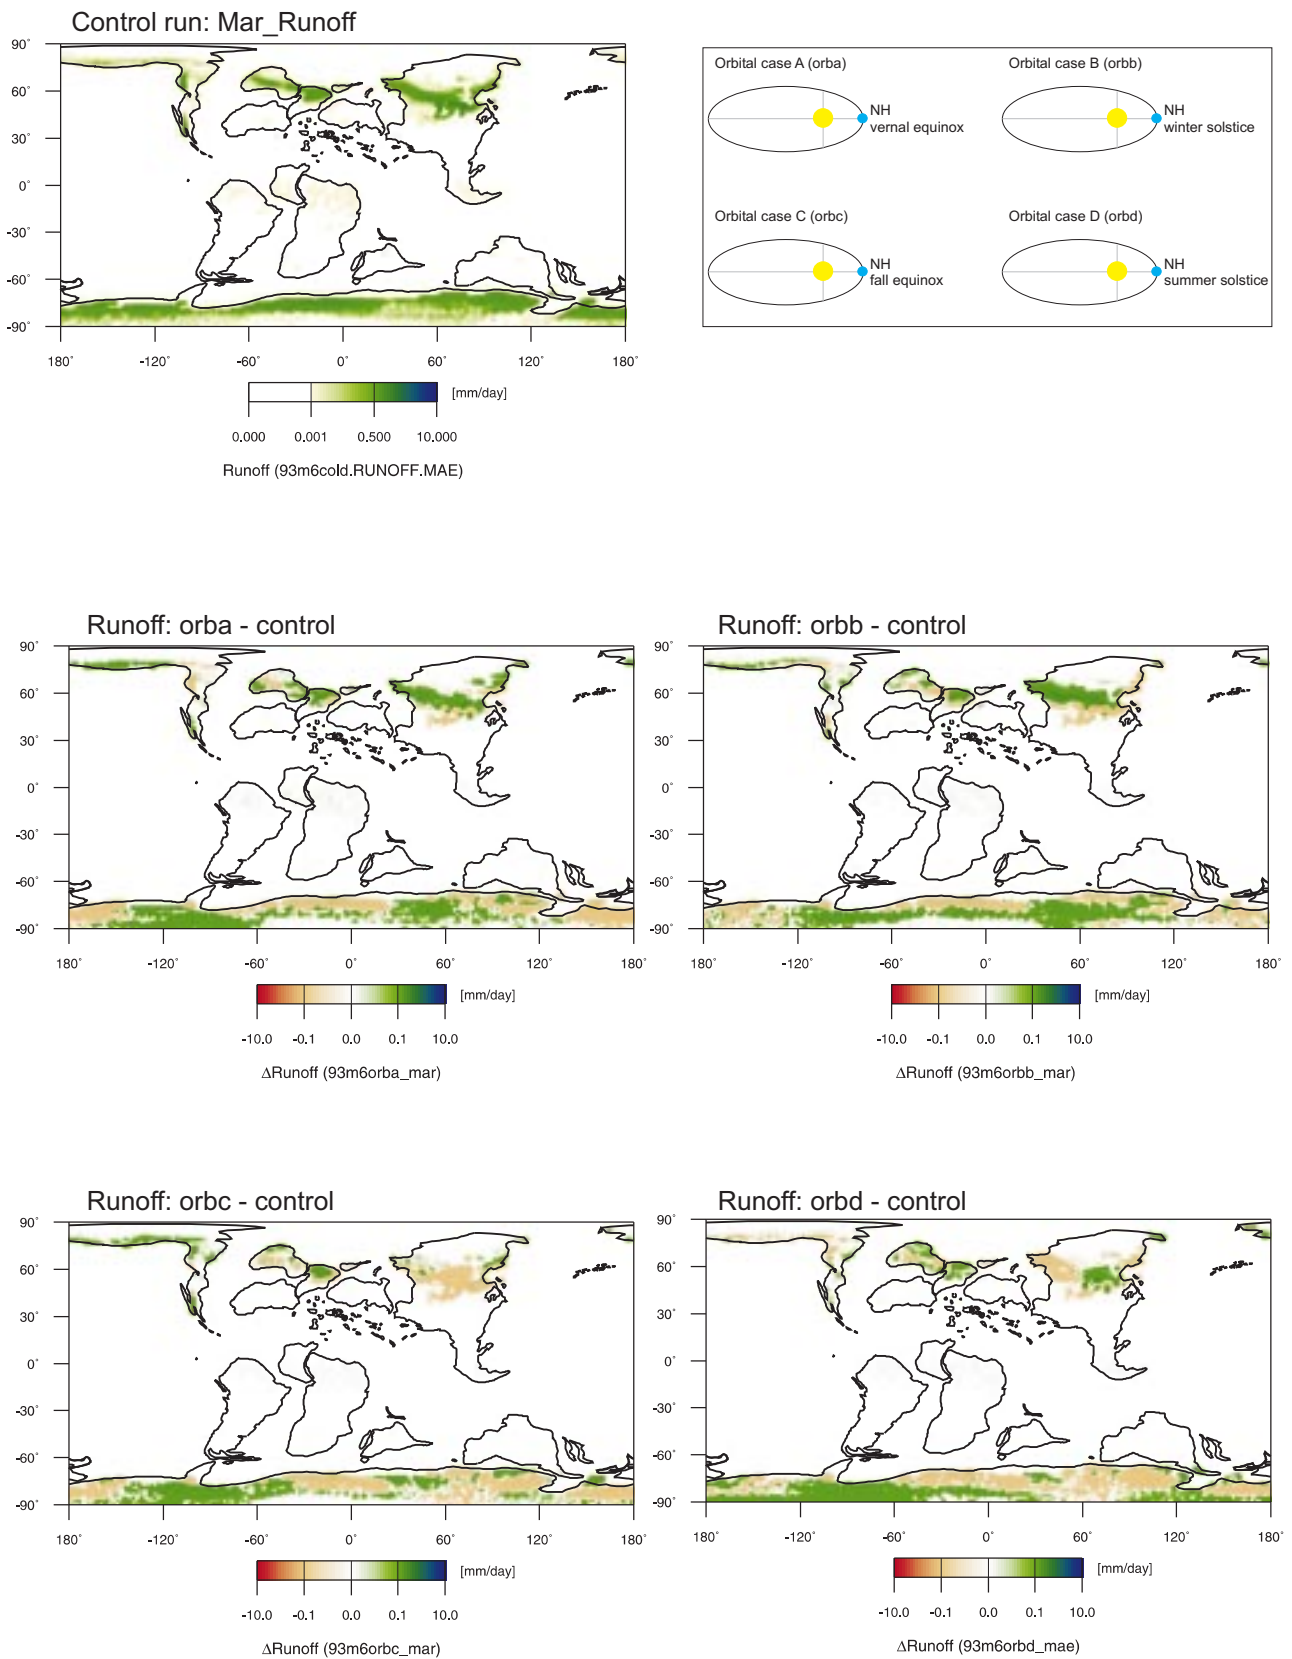 Control run: Mar_Runoff
90˚
60˚
30˚
0˚
-30˚
-60˚
-90˚
180˚ -120˚ -60˚ 0˚ 60˚ 120˚ 180˚
[mm/day]
0.000 0.001 0.500 10.000
Runoff (93m6cold.RUNOFF.MAE)
Orbital case A (orba)
NH
vernal equinox
Orbital case B (orbb)
NH
winter solstice
Orbital case C (orbc)
NH
fall equinox
Orbital case D (orbd)
NH
summer solstice
Runoff: orba - control
90˚
60˚
30˚
0˚
-30˚
-60˚
-90˚
180˚ -120˚ -60˚ 0˚ 60˚ 120˚ 180˚
[mm/day]
-10.0 -0.1 0.0 0.1 10.0
ΔRunoff (93m6orba_mar)
Runoff: orbb - control
90˚
60˚
30˚
0˚
-30˚
-60˚
-90˚
180˚ -120˚ -60˚ 0˚ 60˚ 120˚ 180˚
[mm/day]
-10.0 -0.1 0.0 0.1 10.0
ΔRunoff (93m6orbb_mar)
Runoff: orbc - control
90˚
60˚
30˚
0˚
-30˚
-60˚
-90˚
180˚ -120˚ -60˚ 0˚ 60˚ 120˚ 180˚
[mm/day]
-10.0 -0.1 0.0 0.1 10.0
ΔRunoff (93m6orbc_mar)
Runoff: orbd - control
90˚
60˚
30˚
0˚
-30˚
-60˚
-90˚
180˚ -120˚ -60˚ 0˚ 60˚ 120˚ 180˚
[mm/day]
-10.0 -0.1 0.0 0.1 10.0
ΔRunoff (93m6orbd_mae)